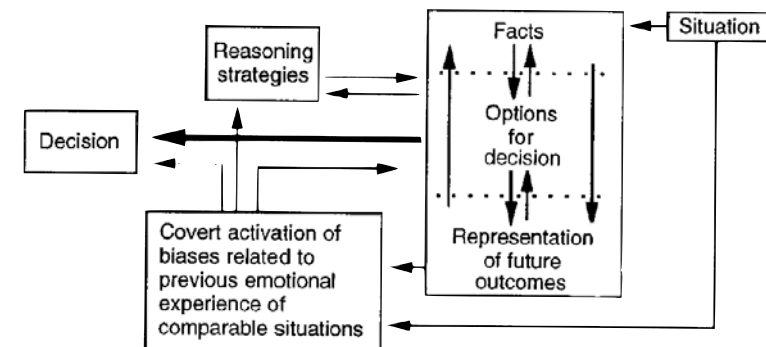 Facts
Situation
Reasoning
strategies
Options
for
decision
Decision
Covert activation of
biases related to
previous emotional
experience of
comparable situations
Representation
of future
outcomes